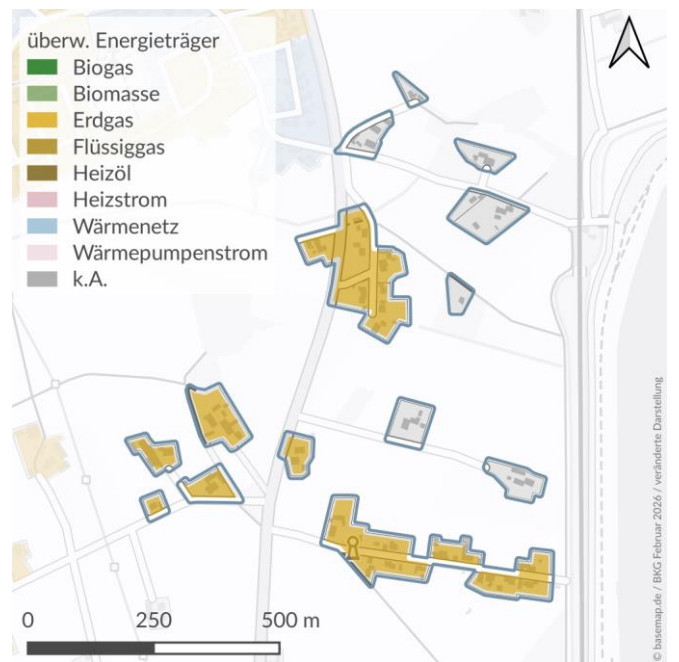 überw. Energieträger
Biogas
Biomasse
Erdgas
Flüssiggas
Heizöl
Heizstrom
Wärmenetz
Wärmepumpenstrom
k.A.
0 250 500 m
© basemap.de / BKG Februar 2026 / veränderte Darstellung